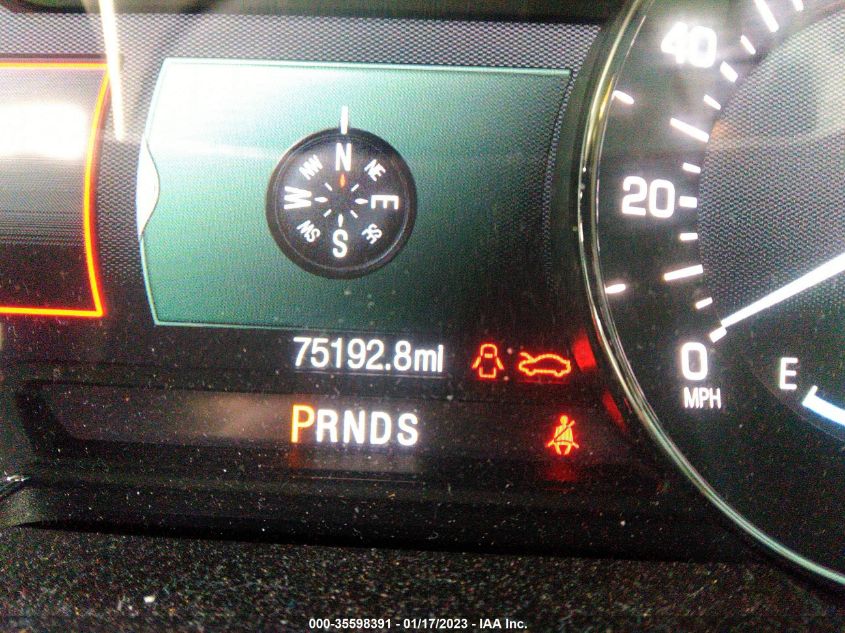 40
20
0
MPH
E
N
NE
E
SE
S
SW
W
NW
75192.8mi
PRNDS
000-35598391 - 01/17/2023 - IAA Inc.